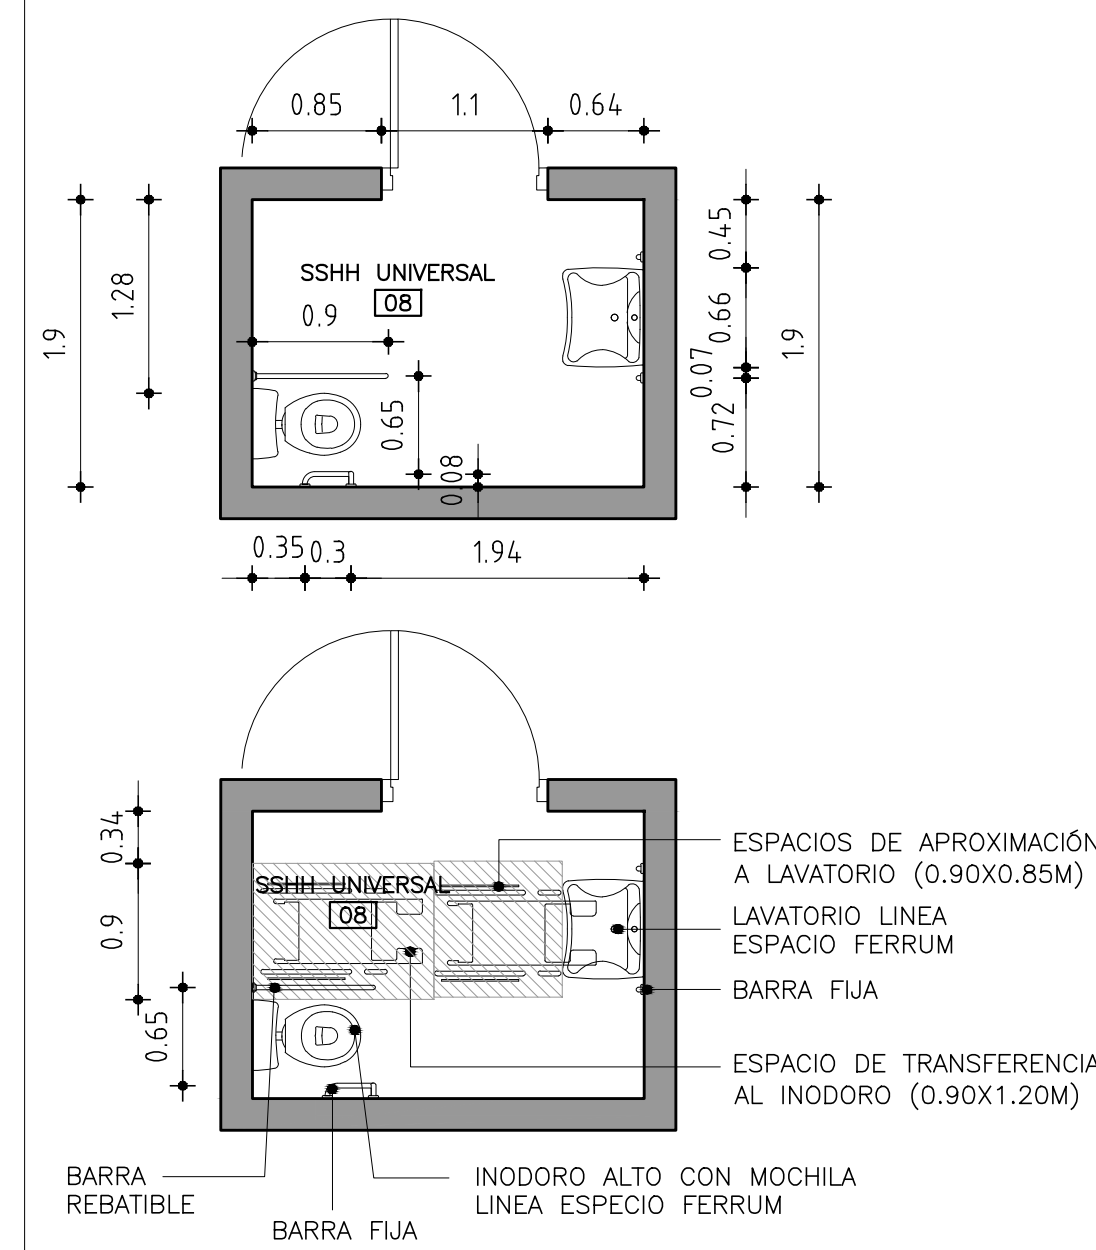 0.85
1.1
0.64
SSHH UNIVERSAL
08
0.9
1.28
1.9
0.65
0.08
0.45
0.66
0.07
0.72
1.9
0.35
0.3
1.94
0.34
0.9
0.65
SSHH UNIVERSAL
08
ESPACIOS DE APROXIMACIÓN
A LAVATORIO (0.90X0.85M)
LAVATORIO LINEA
ESPACIO FERRUM
BARRA FIJA
ESPACIO DE TRANSFERENCIA
AL INODORO (0.90X1.20M)
BARRA
REBATIBLE
BARRA FIJA
INODORO ALTO CON MOCHILA
LINEA ESPECIO FERRUM